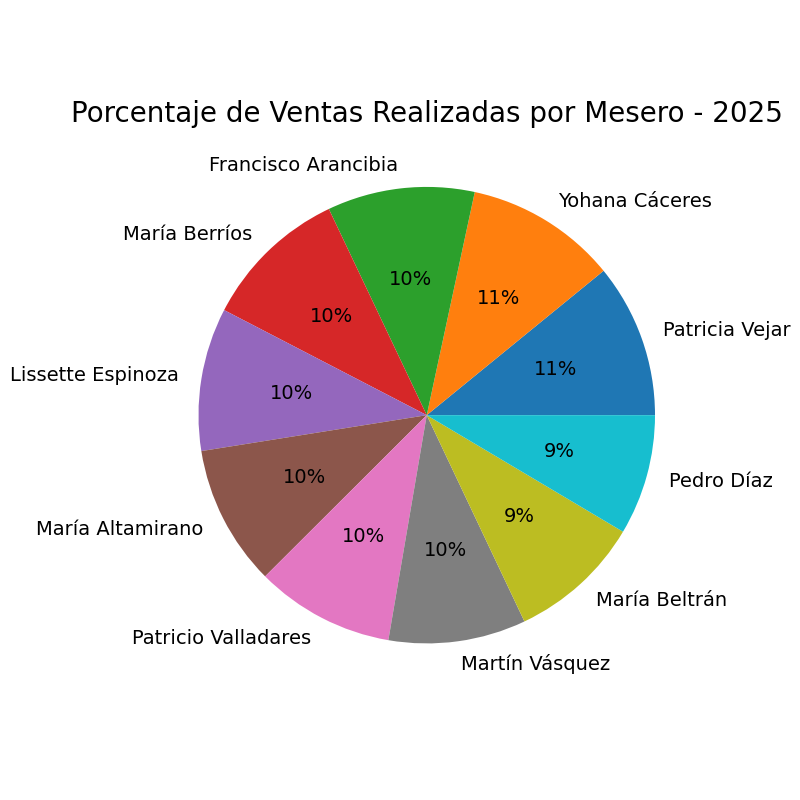 Porcentaje de Ventas Realizadas por Mesero - 2025
Francisco Arancibia
Yohana Cáceres
María Berríos
10%
11%
10%
Patricia Vejar
11%
Lissette Espinoza
10%
9%
Pedro Díaz
10%
María Altamirano
9%
10%
10%
María Beltrán
Patricio Valladares
Martín Vásquez